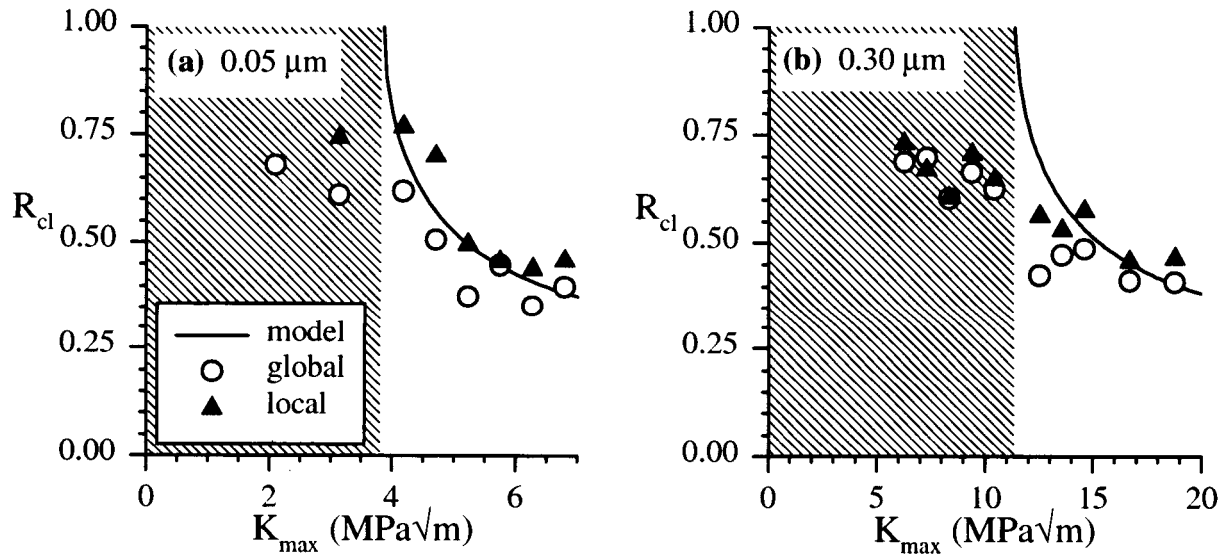 1.00
(a) 0.05 μm
0.75
R_cl
0.50
0.25
model
global
local
0.00
0 2 4 6
K_max (MPa√m)
1.00
(b) 0.30 μm
0.75
R_cl
0.50
0.25
0.00
0 5 10 15 20
K_max (MPa√m)